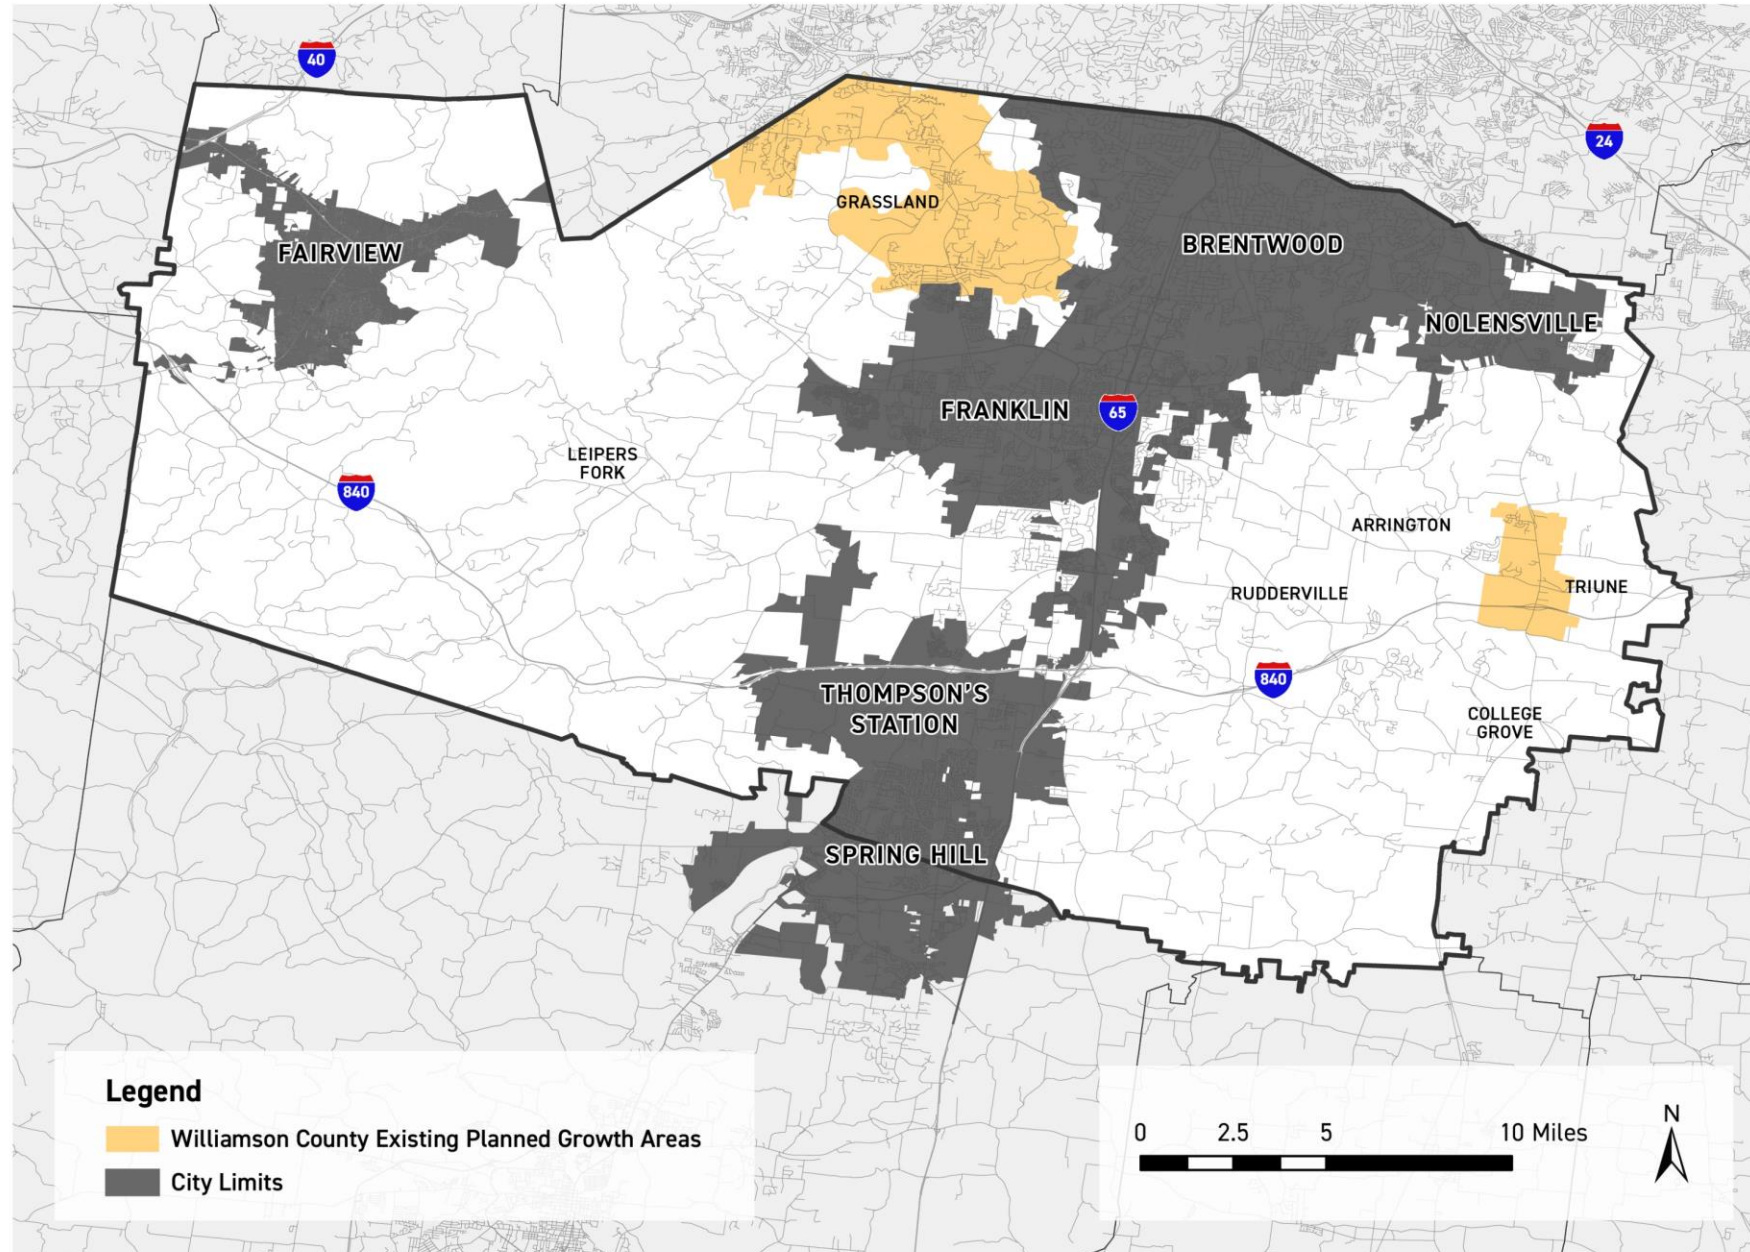 40
24
GRASSLAND
BRENTWOOD
FAIRVIEW
NOLENSVILLE
FRANKLIN
65
LEIPERS
FORK
840
ARRINGTON
TRIUNE
RUDDERVILLE
840
THOMPSON'S
STATION
COLLEGE
GROVE
SPRING HILL
Legend
Williamson County Existing Planned Growth Areas
City Limits
0 2.5 5 10 Miles
N